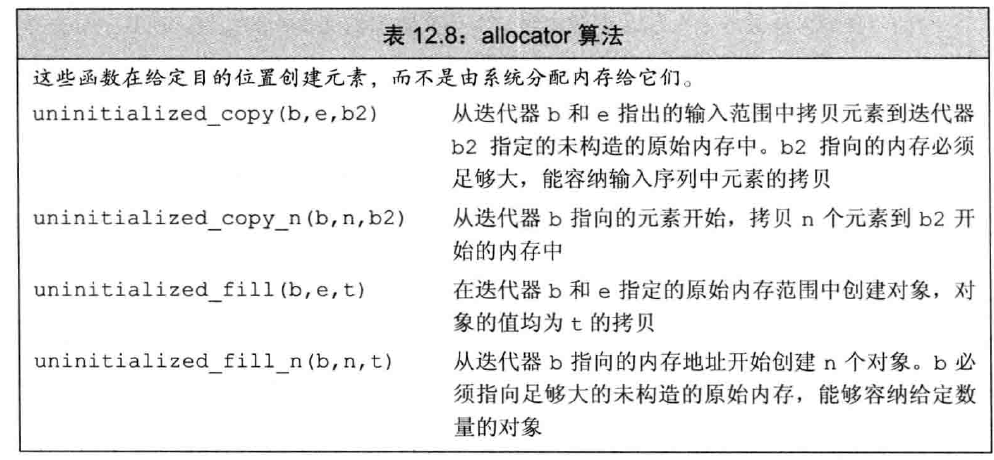 表 12.8：allocator 算法
这些函数在给定目的位置创建元素，而不是由系统分配内存给它们。
uninitialized_copy(b,e,b2) 从迭代器 b 和 e 指出的输入范围中拷贝元素到迭代器
b2 指定的未构造的原始内存中。b2 指向的内存必须
足够大，能容纳输入序列中元素的拷贝
uninitialized_copy_n(b,n,b2) 从迭代器 b 指向的元素开始，拷贝 n 个元素到 b2 开
始的内存中
uninitialized_fill(b,e,t) 在迭代器 b 和 e 指定的原始内存范围中创建对象，对
象的值均为 t 的拷贝
uninitialized_fill_n(b,n,t) 从迭代器 b 指向的内存地址开始创建 n 个对象。b 必
须指向足够大的未构造的原始内存，能够容纳给定数
量的对象